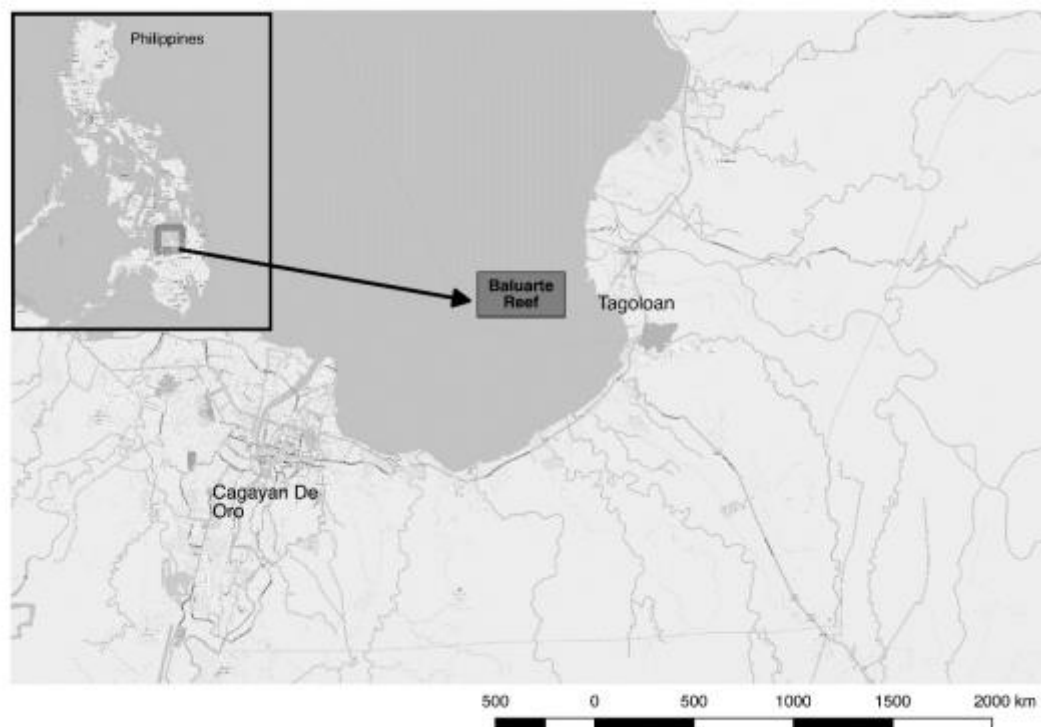 Philippines
Baluarte
Reef
Tagoloan
Cagayan De
Oro
500 0 500 1000 1500 2000 km